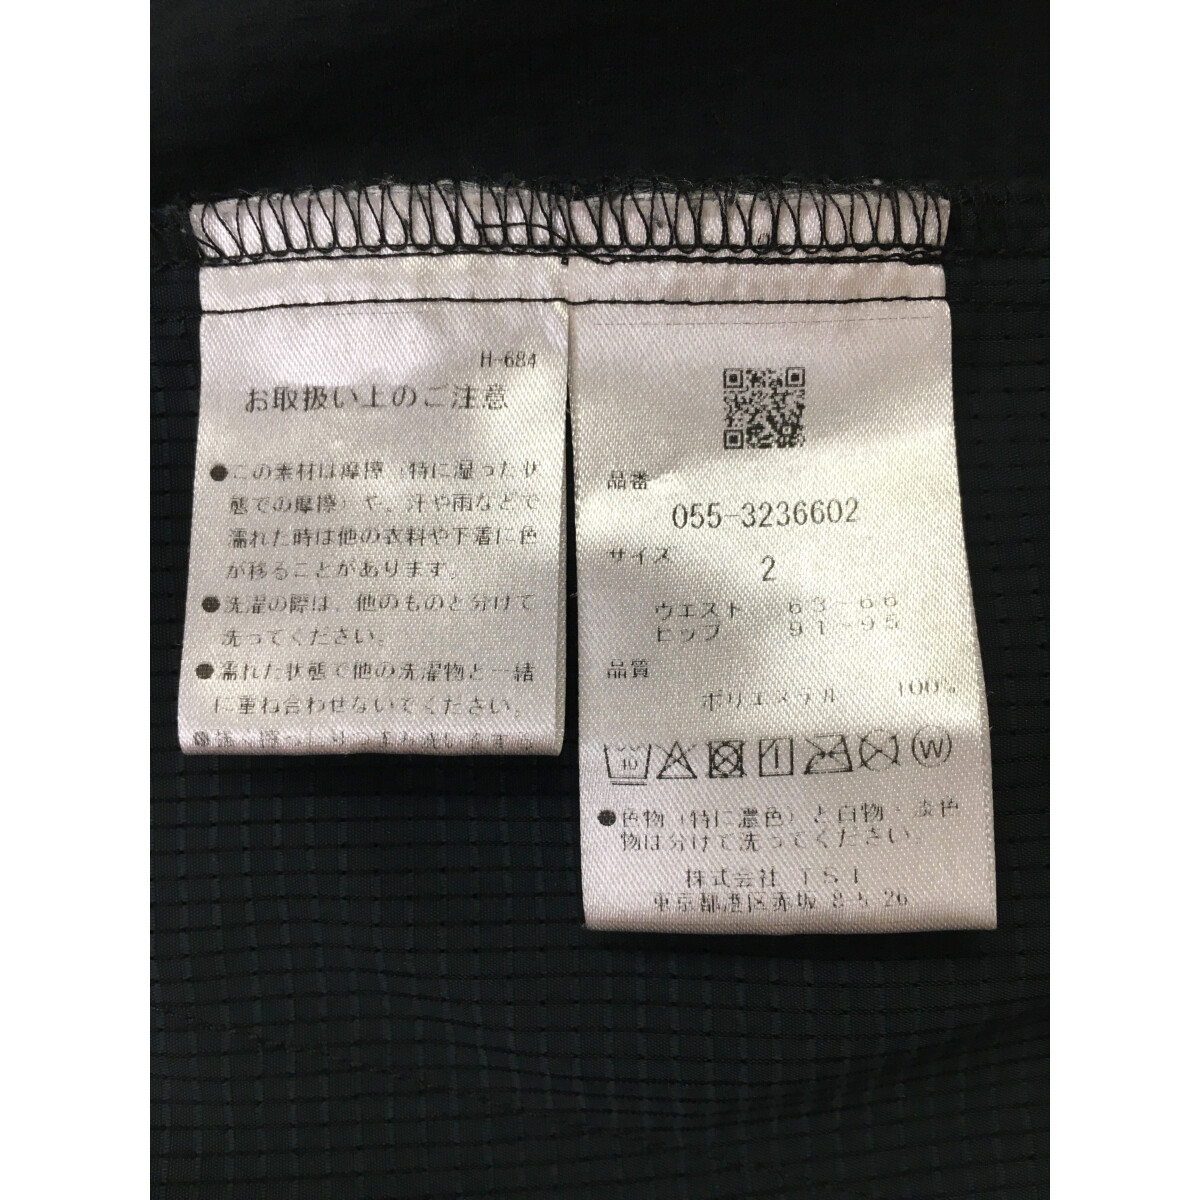 H-684
お取扱い上のご注意
●この素材は摩擦(特に湿った状
態での摩擦)や、汗や雨などで
濡れた時は他の衣料や下着に色
が移ることがあります。
●洗濯の際は、他のものと分けて
洗ってください。
●濡れた状態で他の洗濯物と一緒
に重ね合わせないでください。
品番
055-3236602
サイズ
2
ウエスト 63~66
ヒップ 91~95
品質
ポリエステル 100%
10
W
●色物(特に濃色)と白物・淡色
物は分けて洗ってください。
株式会社 TSI
東京都港区赤坂 8-5-26